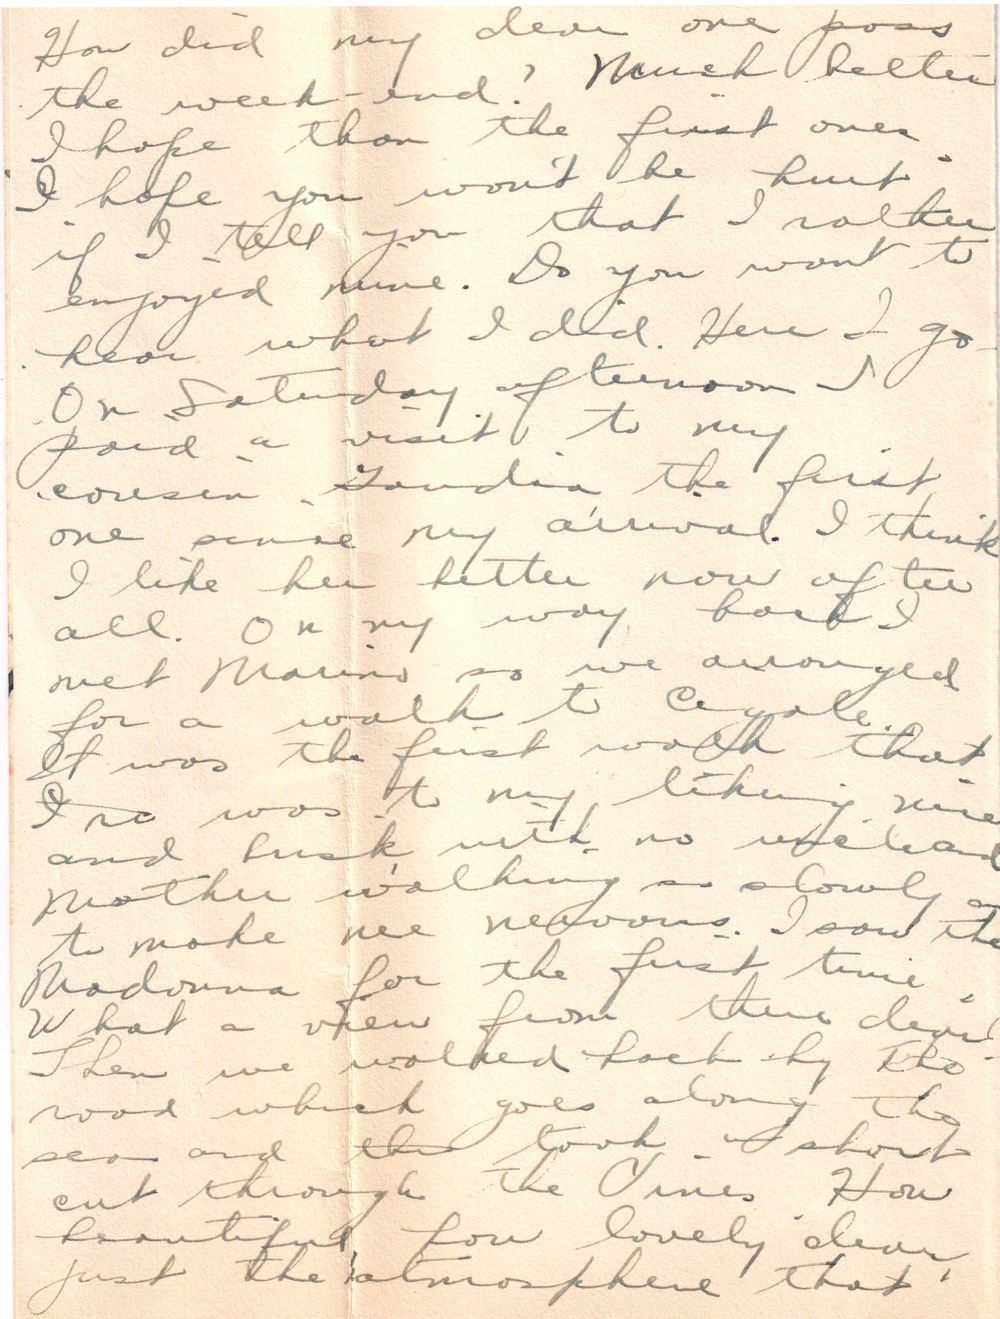 How did my dear one pass
the week-end? Much better
I hope than the first ones.
I hope you won't be hurt
if I tell you that I rather
enjoyed mine. Do you want to
hear what I did. Here I go
On Saturday afternoon I
paid a visit to my
cousin the first
one since my arrival. I think
I like her better now after
all. On my way back I
met Marino so we arranged
for a walk to
It was the first walk that
I was to my liking nice
and brisk with no
Mother walking so slowly as
to make me nervous. I saw the
Madonna for the first time.
What a view from there dear!
Then we walked back by the
road which goes along the
sea and then took a short
cut through the Pines How
beautiful how lovely dear
just the atmosphere that